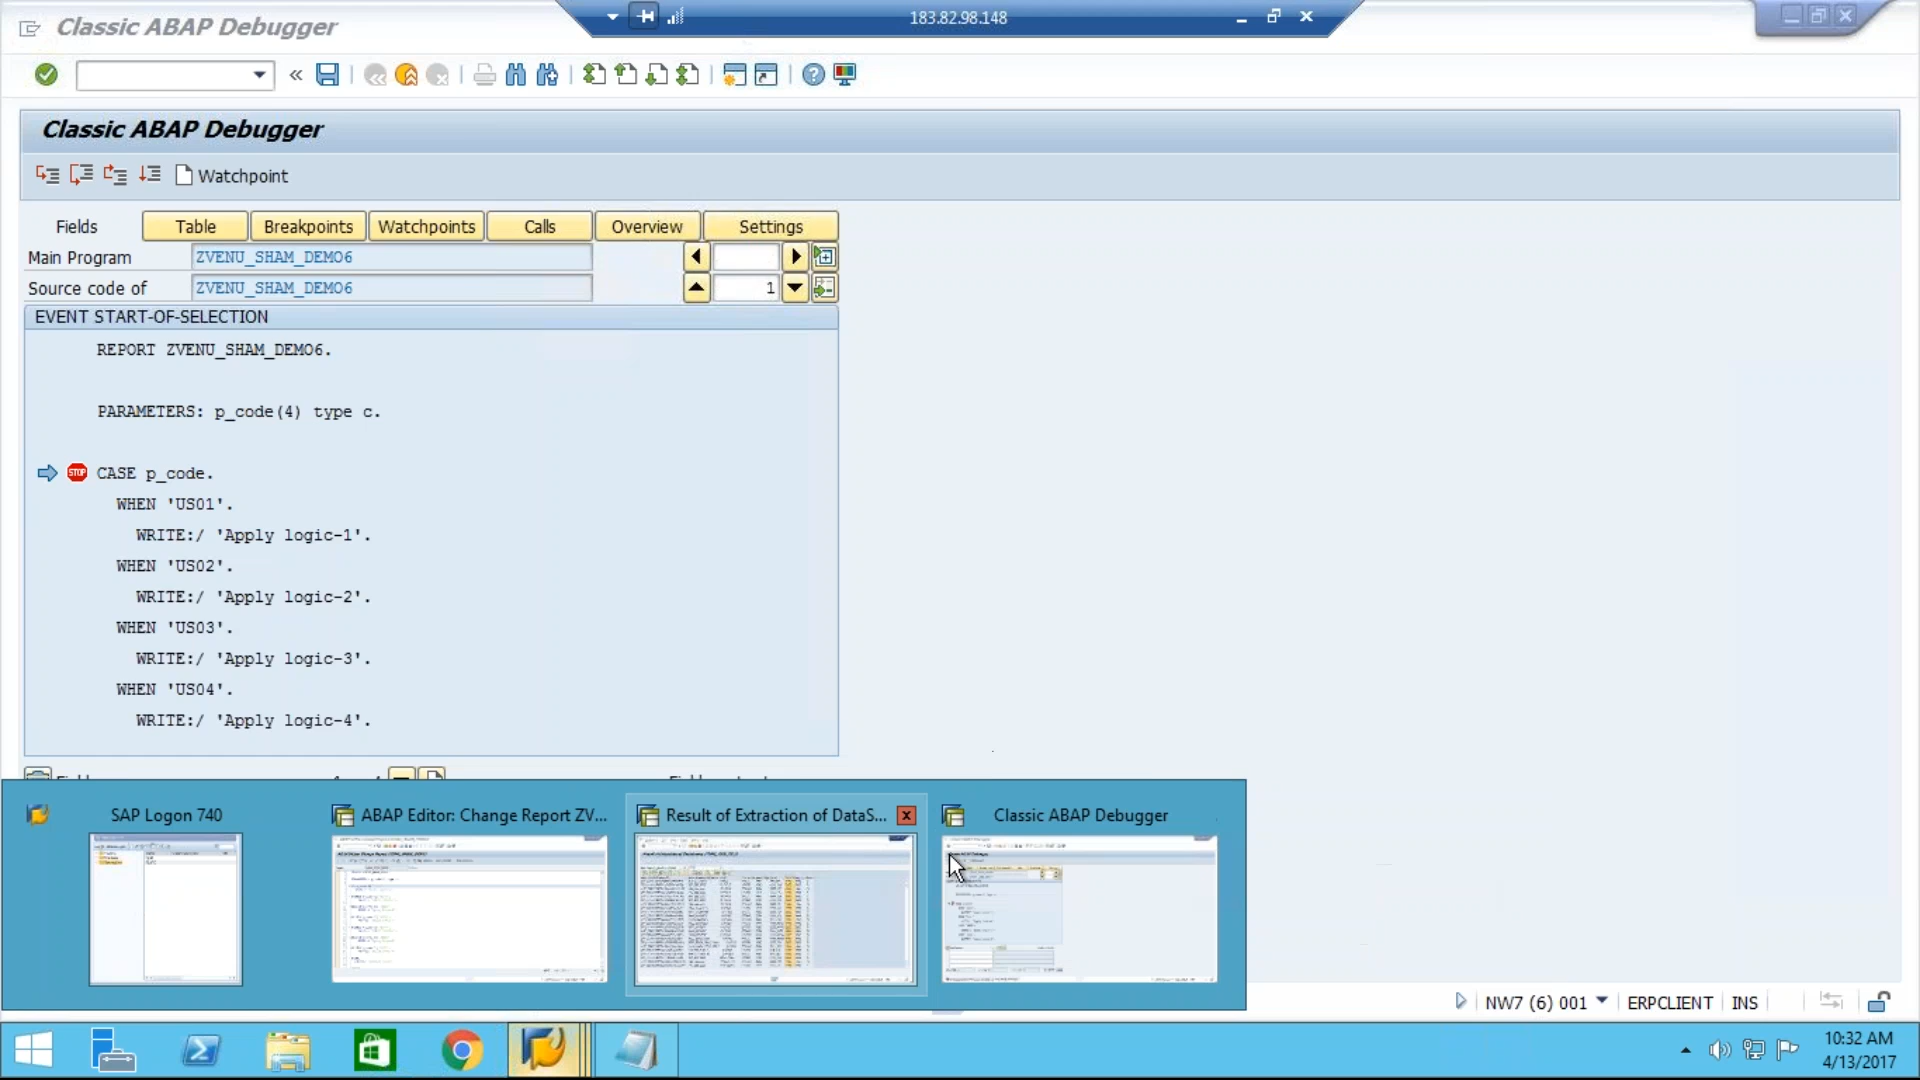 Classic ABAP Debugger
183.82.98.148
Classic ABAP Debugger
Watchpoint
Fields Table Breakpoints Watchpoints Calls Overview Settings
Main Program ZVENU_SHAM_DEMO6
Source code of ZVENU_SHAM_DEMO6 1
EVENT START-OF-SELECTION
REPORT ZVENU_SHAM_DEMO6.
PARAMETERS: p_code(4) type c.
STOP CASE p_code.
WHEN 'US01'.
WRITE:/ 'Apply logic-1'.
WHEN 'US02'.
WRITE:/ 'Apply logic-2'.
WHEN 'US03'.
WRITE:/ 'Apply logic-3'.
WHEN 'US04'.
WRITE:/ 'Apply logic-4'.
SAP Logon 740
ABAP Editor: Change Report ZV...
Result of Extraction of DataS...
Classic ABAP Debugger
NW7 (6) 001 ERPCLIENT INS
10:32 AM
4/13/2017